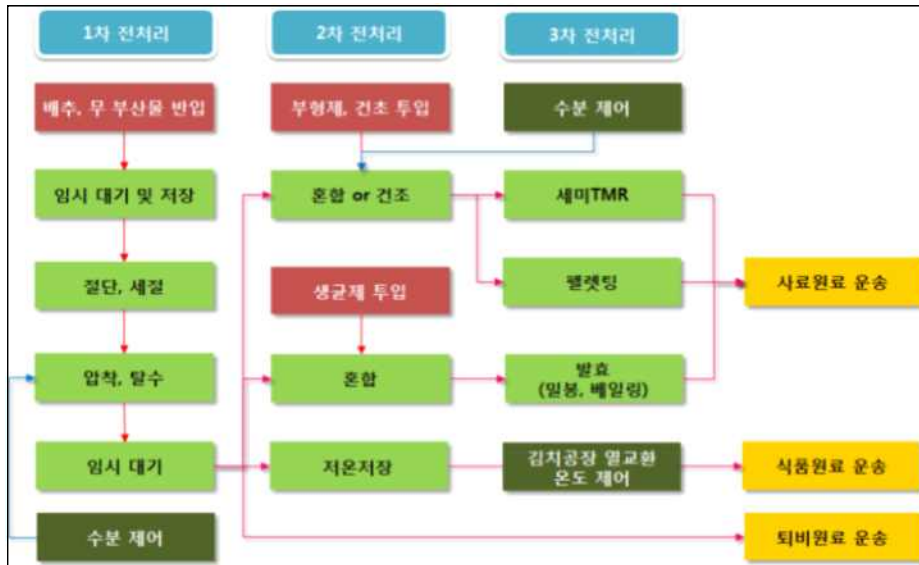 1차 전처리
2차 전처리
3차 전처리
배추, 무 부산물 반입
부형제, 건초 투입
수분 제어
임시 대기 및 저장
혼합 or 건조
세미TMR
절단, 세절
생균제 투입
펠렛팅
사료원료 운송
압착, 탈수
혼합
발효
(밀봉, 베일링)
임시 대기
저온저장
김치공장 열교환
온도 제어
식품원료 운송
수분 제어
퇴비원료 운송